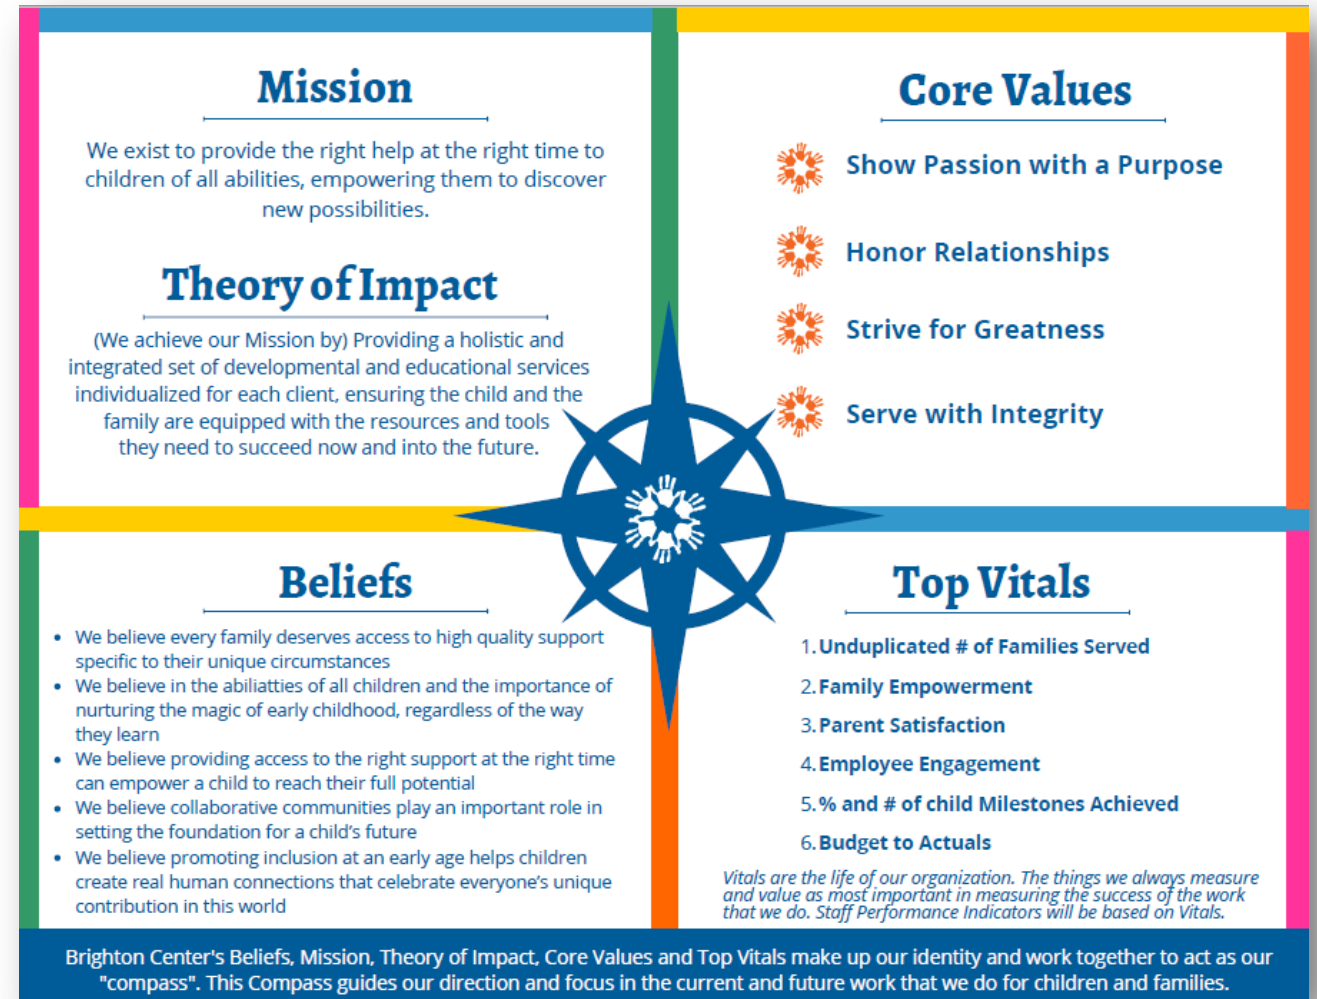 Mission
We exist to provide the right help at the right time to
children of all abilities, empowering them to discover
new possibilities.
Theory of Impact
(We achieve our Mission by) Providing a holistic and
integrated set of developmental and educational services
individualized for each client, ensuring the child and the
family are equipped with the resources and tools
they need to succeed now and into the future.
Core Values
Show Passion with a Purpose
Honor Relationships
Strive for Greatness
Serve with Integrity
Beliefs
• We believe every family deserves access to high quality support
specific to their unique circumstances
• We believe in the abiliatties of all children and the importance of
nurturing the magic of early childhood, regardless of the way
they learn
• We believe providing access to the right support at the right time
can empower a child to reach their full potential
• We believe collaborative communities play an important role in
setting the foundation for a child's future
• We believe promoting inclusion at an early age helps children
create real human connections that celebrate everyone's unique
contribution in this world
Top Vitals
1. Unduplicated # of Families Served
2. Family Empowerment
3. Parent Satisfaction
4. Employee Engagement
5. % and # of child Milestones Achieved
6. Budget to Actuals
Vitals are the life of our organization. The things we always measure
and value as most important in measuring the success of the work
that we do. Staff Performance Indicators will be based on Vitals.
Brighton Center's Beliefs, Mission, Theory of Impact, Core Values and Top Vitals make up our identity and work together to act as our
"compass". This Compass guides our direction and focus in the current and future work that we do for children and families.